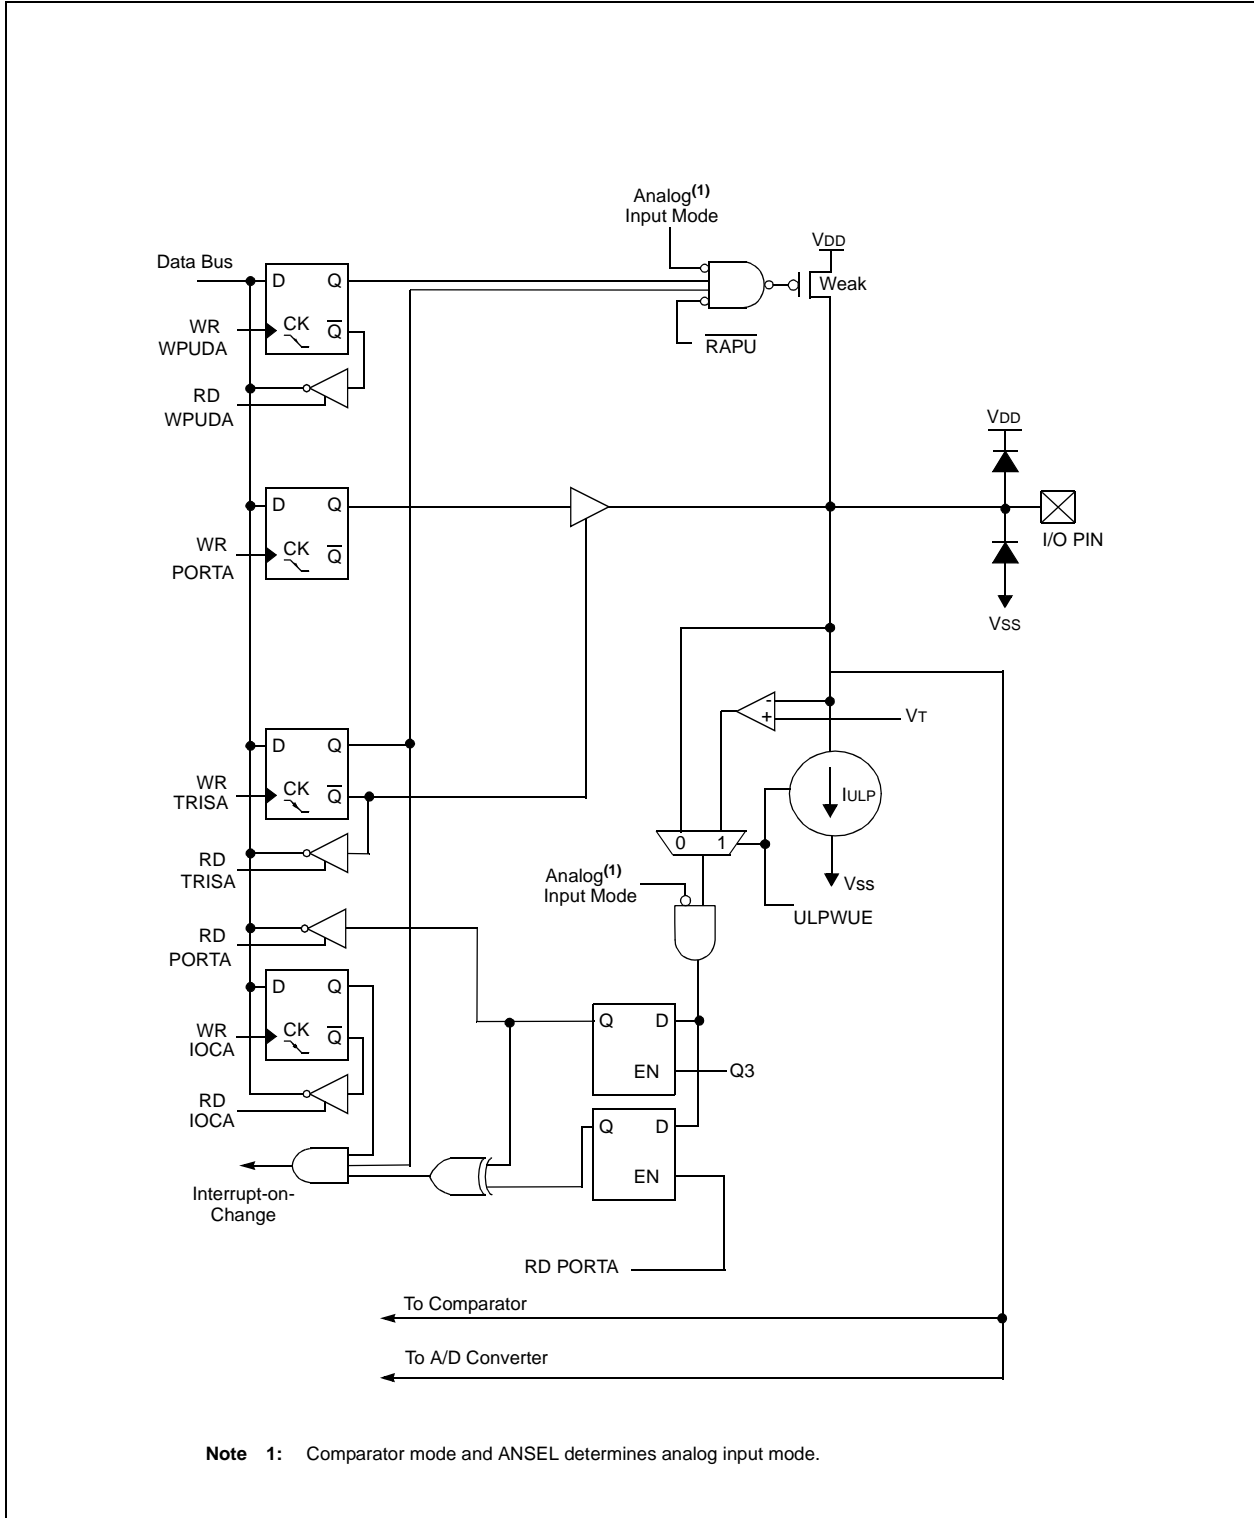 Analog(1)
Input Mode
VDD
Data Bus
D Q
Weak
WR
WPUDA
CK Q
RAPU
RD
WPUDA
VDD
D Q
WR
PORTA
CK Q
I/O PIN
VSS
-
+
VT
D Q
WR
TRISA
CK Q
IULP
0 1
RD
TRISA
Analog(1)
Input Mode
Vss
ULPWUE
RD
PORTA
D Q
Q D
WR
IOCA
CK Q
EN
Q3
RD
IOCA
Q D
EN
Interrupt-on-
Change
RD PORTA
To Comparator
To A/D Converter
Note 1: Comparator mode and ANSEL determines analog input mode.